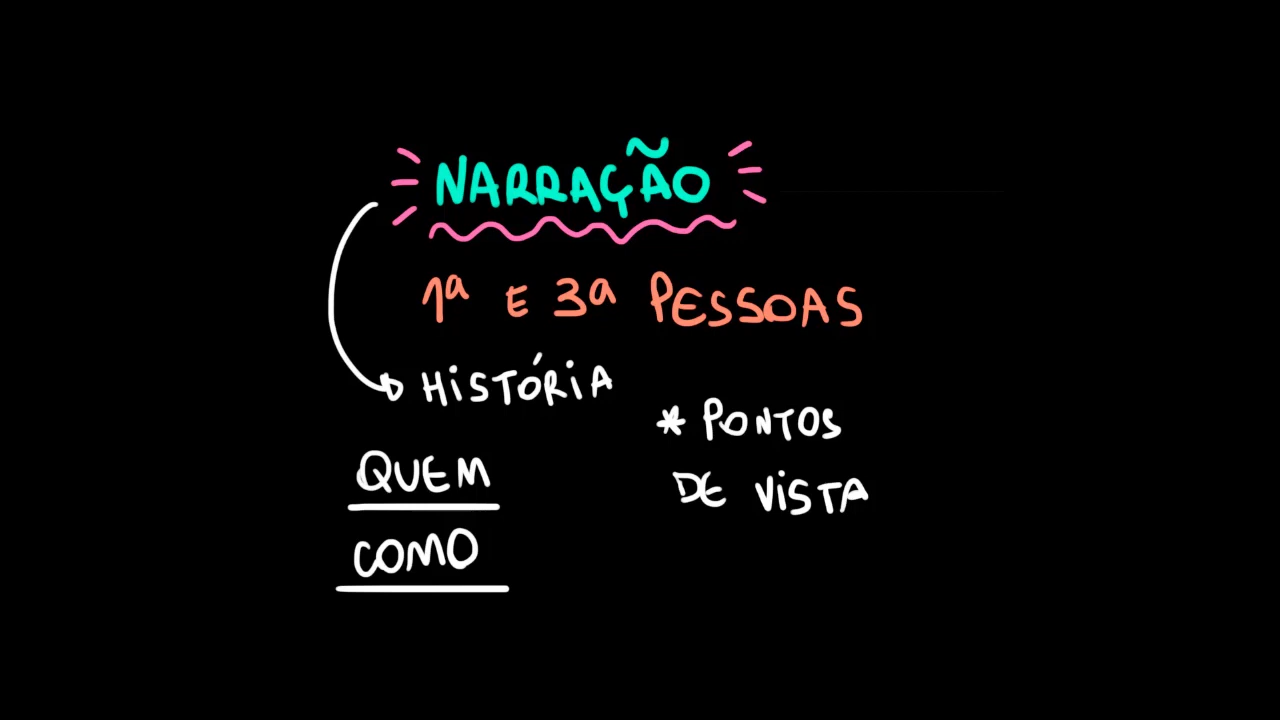 NARRAÇÃO
1ª E 3ª PESSOAS
HISTÓRIA
* PONTOS
DE VISTA
QUEM
COMO